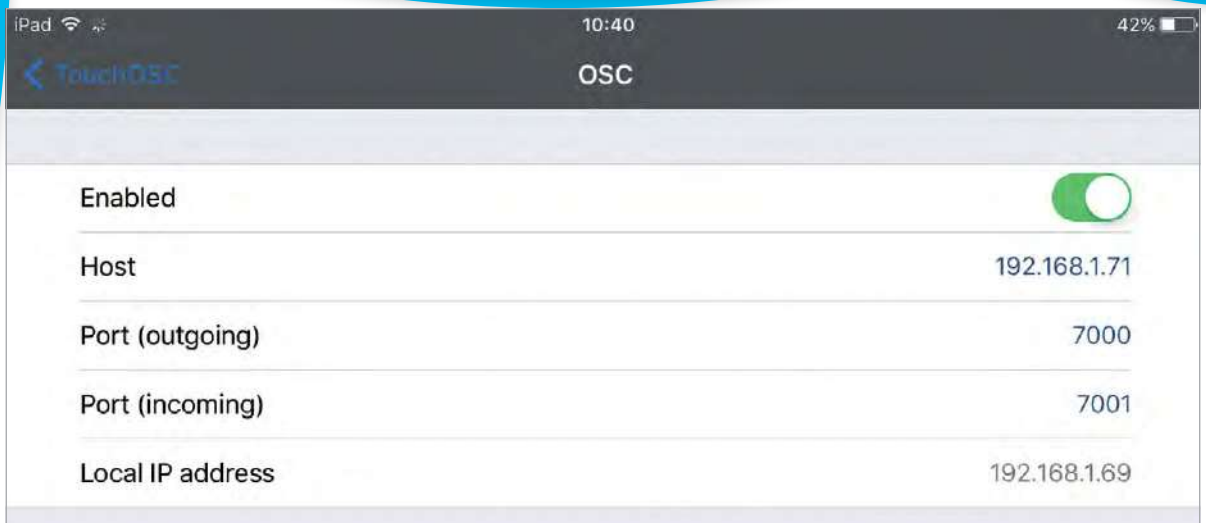 iPad 10:40 42%
TouchOSC OSC
Enabled
Host 192.168.1.71
Port (outgoing) 7000
Port (incoming) 7001
Local IP address 192.168.1.69